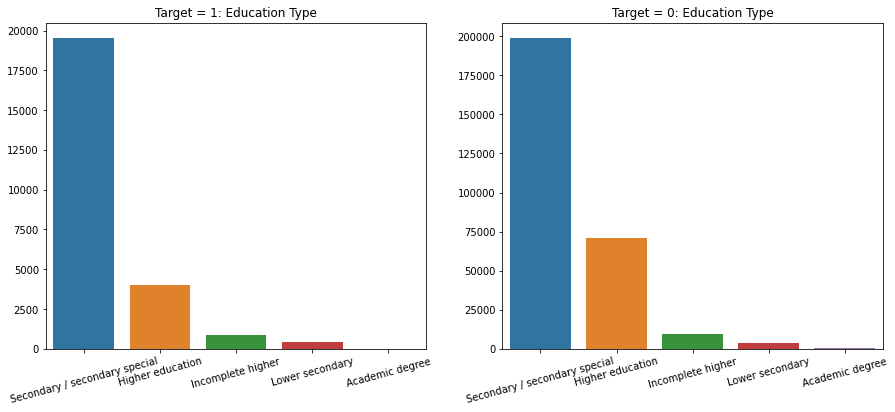 Target = 1: Education Type
20000
17500
15000
12500
10000
7500
5000
2500
0
Secondary / secondary special
Higher education
Incomplete higher
Lower secondary
Academic degree
Target = 0: Education Type
200000
175000
150000
125000
100000
75000
50000
25000
0
Secondary / secondary special
Higher education
Incomplete higher
Lower secondary
Academic degree